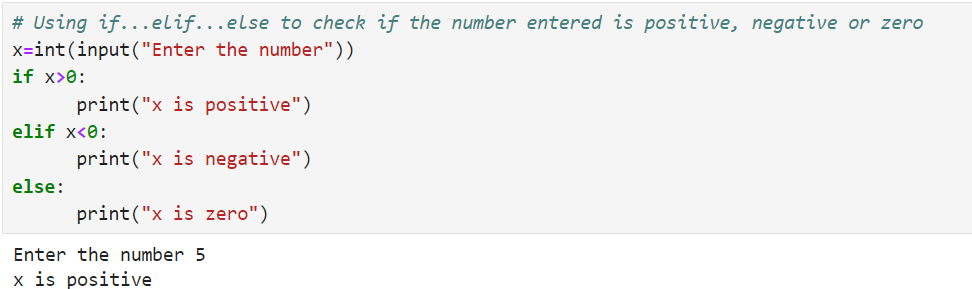 # Using if...elif...else to check if the number entered is positive, negative or zero
x=int(input("Enter the number"))
if x>0:
      print("x is positive")
elif x<0:
      print("x is negative")
else:
      print("x is zero")
Enter the number 5
x is positive